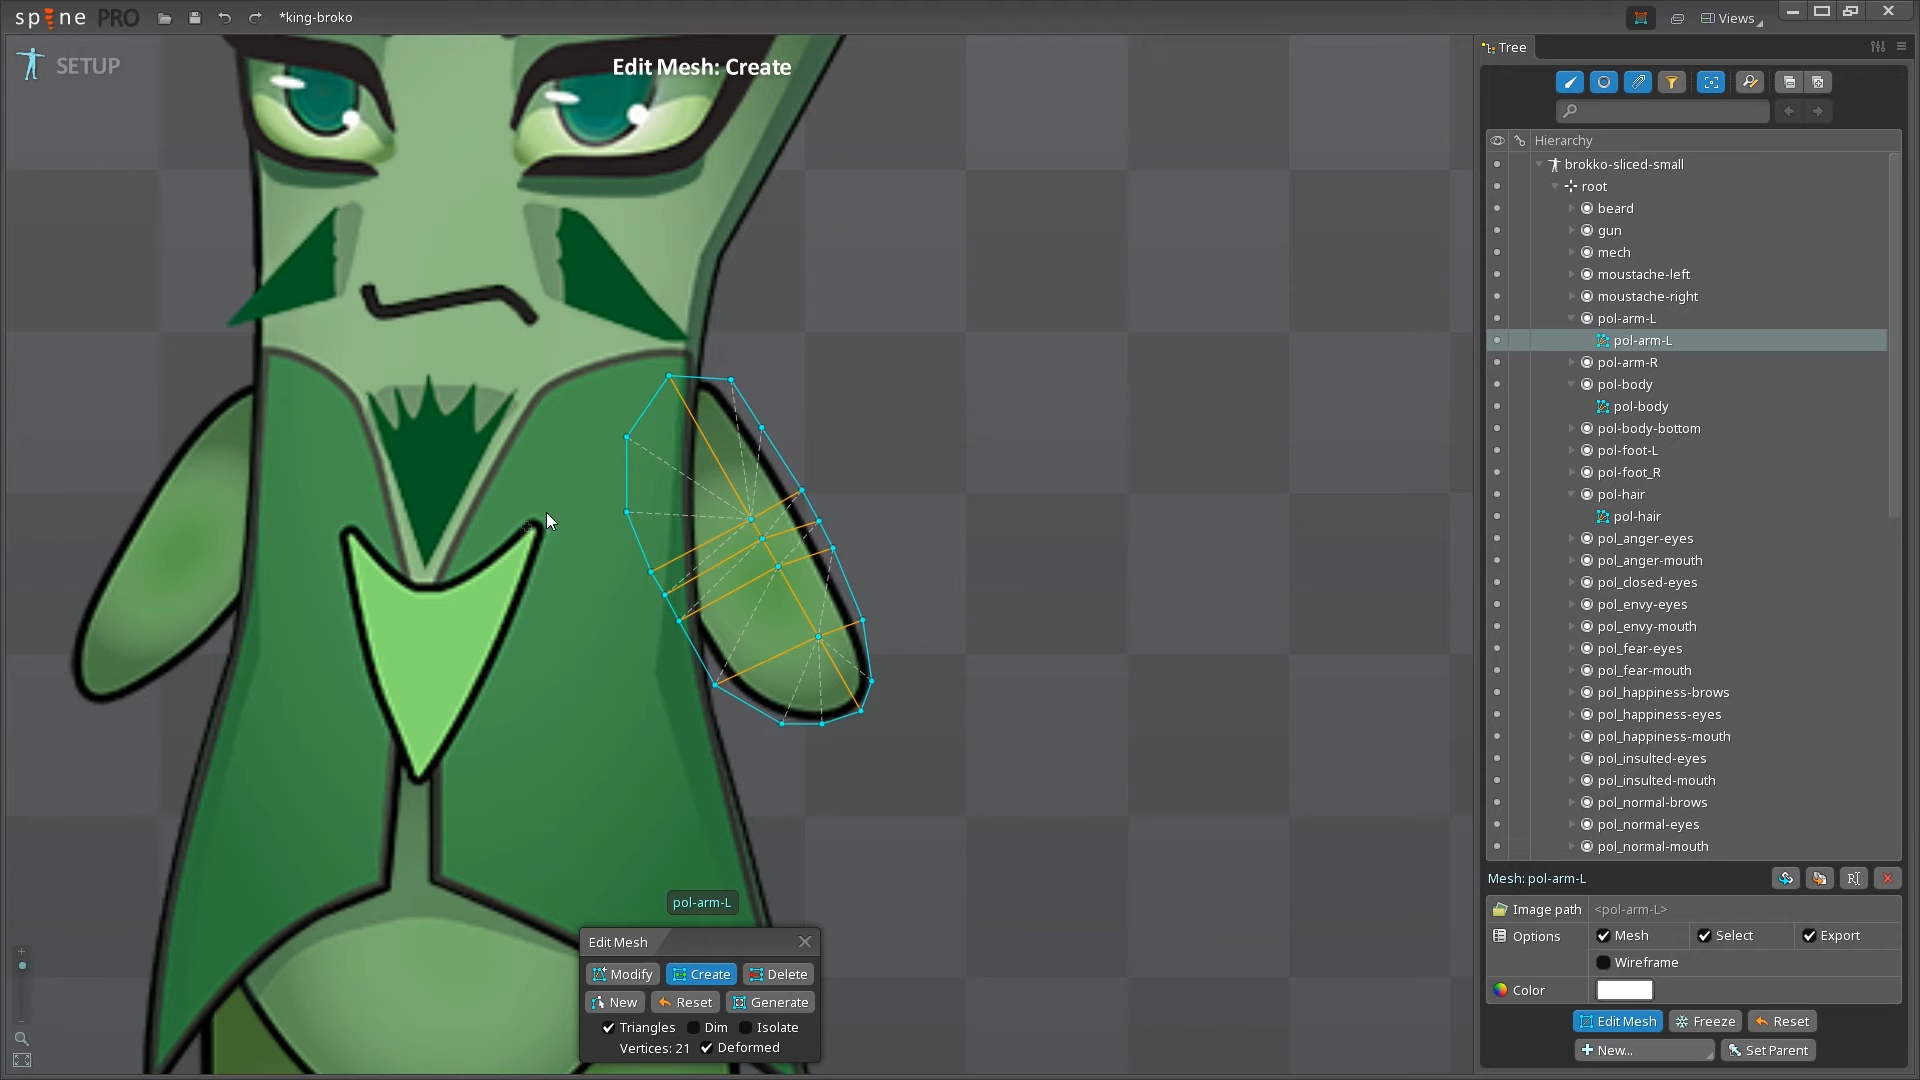 spine PRO
*king-broko
Views
SETUP
Edit Mesh: Create
Tree
Hierarchy
brokko-sliced-small
root
beard
gun
mech
moustache-left
moustache-right
pol-arm-L
pol-arm-L
pol-arm-R
pol-body
pol-body
pol-body-bottom
pol-foot-L
pol-foot_R
pol-hair
pol-hair
pol_anger-eyes
pol_anger-mouth
pol_closed-eyes
pol_envy-eyes
pol_envy-mouth
pol_fear-eyes
pol_fear-mouth
pol_happiness-brows
pol_happiness-eyes
pol_happiness-mouth
pol_insulted-eyes
pol_insulted-mouth
pol_normal-brows
pol_normal-eyes
pol_normal-mouth
Mesh: pol-arm-L
Image path <pol-arm-L>
Options Mesh Select Export
Wireframe
Color
Edit Mesh Freeze Reset
New... Set Parent
pol-arm-L
Edit Mesh
Modify Create Delete
New Reset Generate
Triangles Dim Isolate
Vertices: 21 Deformed